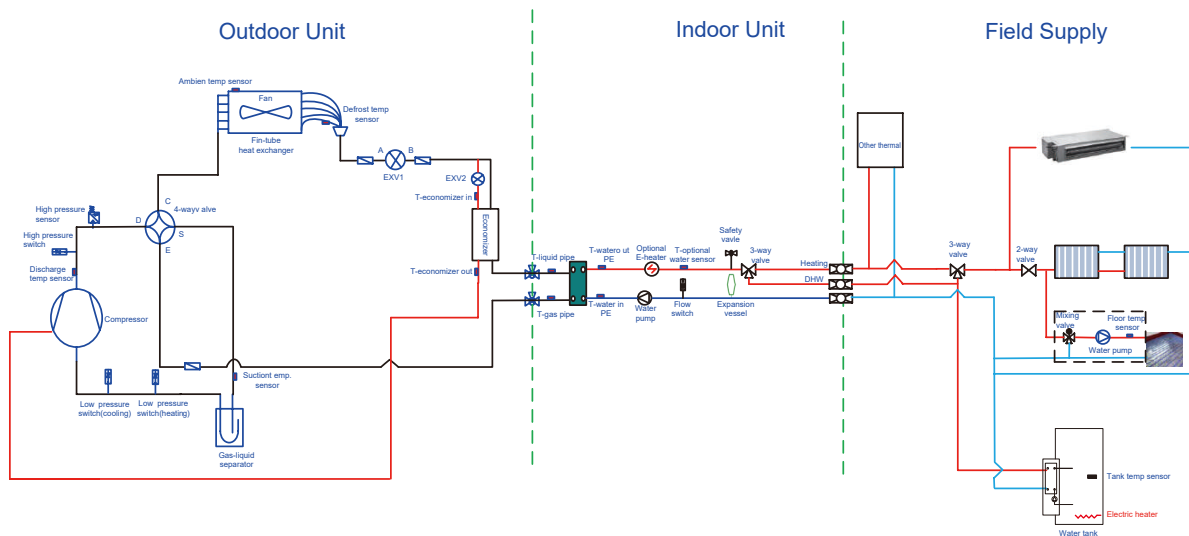 Outdoor Unit
Indoor Unit
Field Supply
Ambien temp sensor
Fan
Fin-tube
heat exchanger
Defrost temp
sensor
A
B
EXV1
EXV2
T-economizer in
Economizer
T-economizer out
High pressure
sensor
High pressure
switch
Discharge
temp sensor
Compressor
C
4-wayv alve
D
S
E
Low pressure
switch(cooling)
Low pressure
switch(heating)
Suctiont emp.
sensor
Gas-liquid
separator
T-liquid pipe
T-gas pipe
T-watero ut
PE
T-water in
PE
Optional
E-heater
Water
pump
T-optional
water sensor
Flow
switch
Safety
vavle
3-way
valve
Expansion
vessel
Heating
DHW
Other thermal
3-way
valve
2-way
valve
Mixing
valve
Floor temp
sensor
Water pump
Tank temp sensor
Electric heater
Water tank